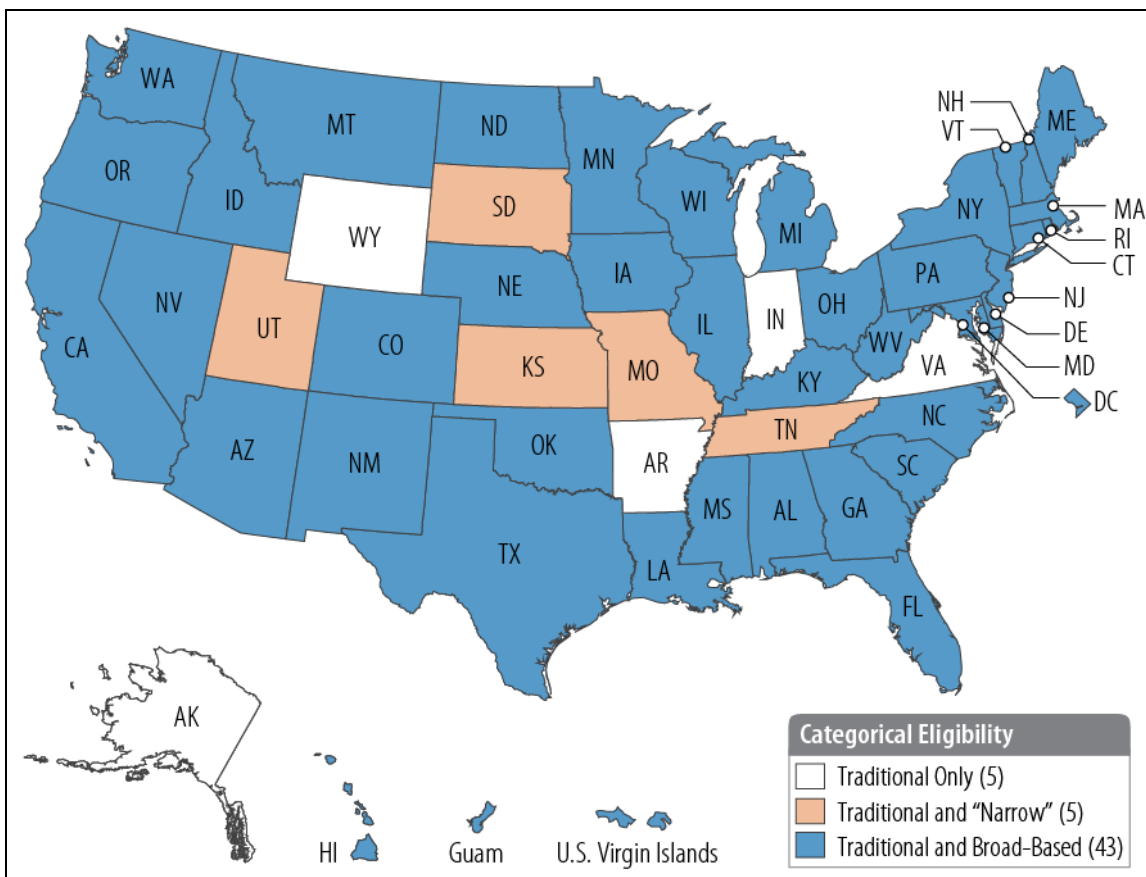 WA
MT
ND
MN
OR
ID
SD
WI
MI
NY
NH
VT
ME
MA
RI
CT
WY
NE
IA
PA
NJ
DE
MD
DC
NV
UT
CO
KS
MO
IL
IN
OH
WV
VA
KY
CA
AZ
NM
OK
AR
TN
NC
SC
MS
AL
GA
TX
LA
FL
AK
HI
Guam
U.S. Virgin Islands
Categorical Eligibility
Traditional Only (5)
Traditional and “Narrow” (5)
Traditional and Broad-Based (43)